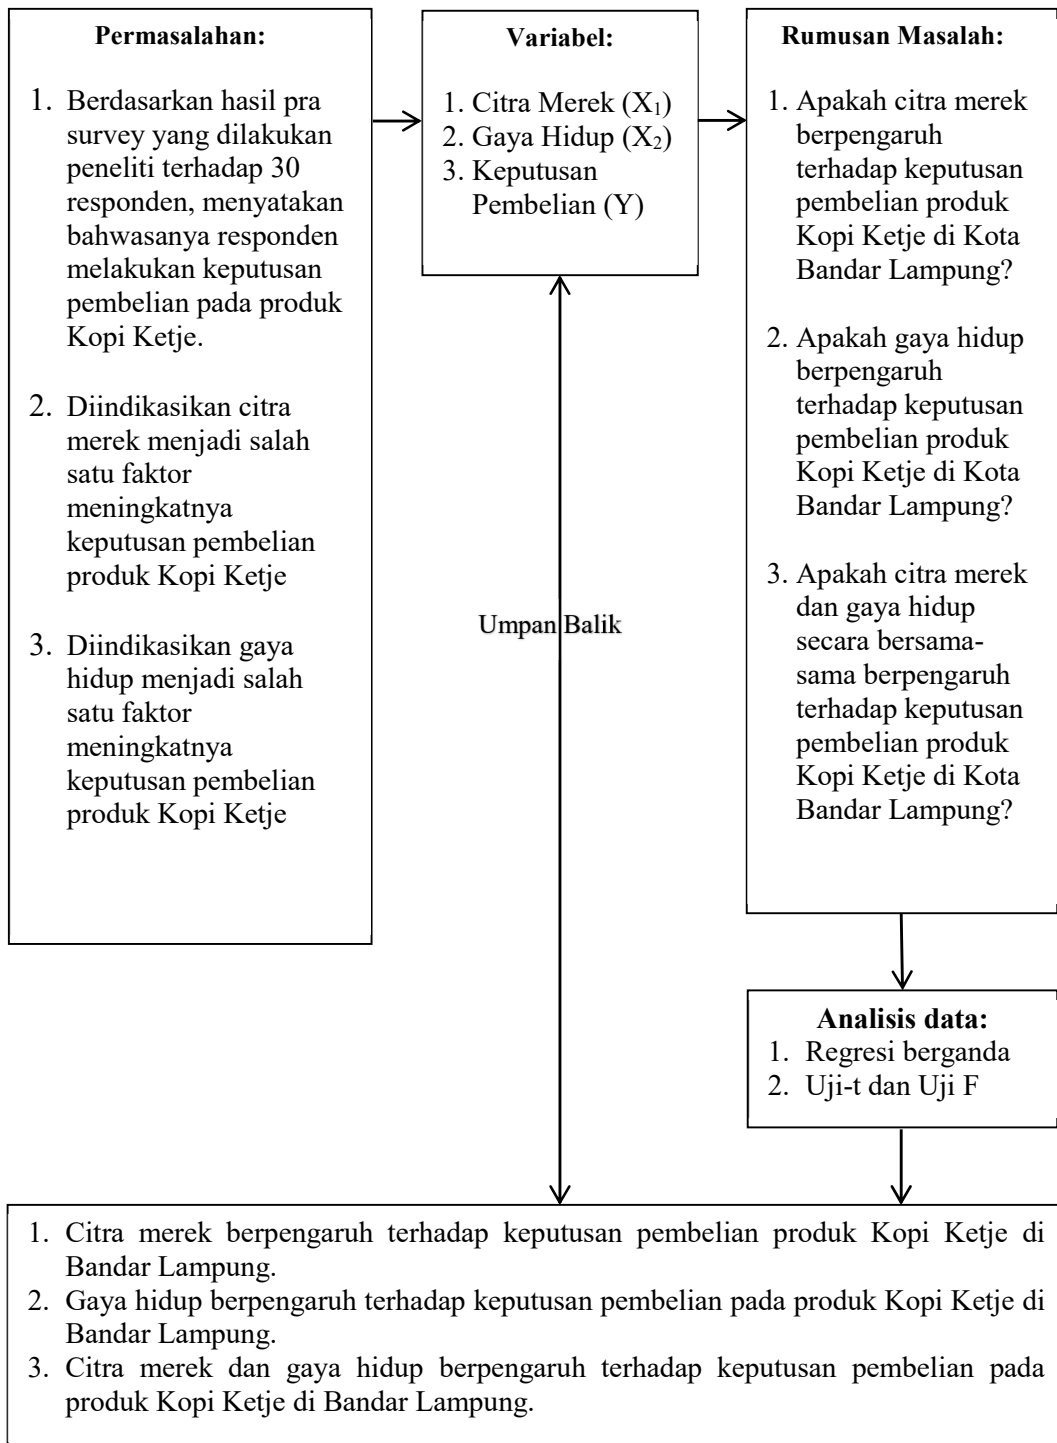 Permasalahan:
1. Berdasarkan hasil pra
survey yang dilakukan
peneliti terhadap 30
responden, menyatakan
bahwasanya responden
melakukan keputusan
pembelian pada produk
Kopi Ketje.
2. Diindikasikan citra
merek menjadi salah
satu faktor
meningkatnya
keputusan pembelian
produk Kopi Ketje
3. Diindikasikan gaya
hidup menjadi salah
satu faktor
meningkatnya
keputusan pembelian
produk Kopi Ketje
Variabel:
1. Citra Merek (X₁)
2. Gaya Hidup (X₂)
3. Keputusan
Pembelian (Y)
Rumusan Masalah:
1. Apakah citra merek
berpengaruh
terhadap keputusan
pembelian produk
Kopi Ketje di Kota
Bandar Lampung?
2. Apakah gaya hidup
berpengaruh
terhadap keputusan
pembelian produk
Kopi Ketje di Kota
Bandar Lampung?
3. Apakah citra merek
dan gaya hidup
secara bersama-
sama berpengaruh
terhadap keputusan
pembelian produk
Kopi Ketje di Kota
Bandar Lampung?
Umpan Balik
Analisis data:
1. Regresi berganda
2. Uji-t dan Uji F
1. Citra merek berpengaruh terhadap keputusan pembelian produk Kopi Ketje di
Bandar Lampung.
2. Gaya hidup berpengaruh terhadap keputusan pembelian pada produk Kopi Ketje di
Bandar Lampung.
3. Citra merek dan gaya hidup berpengaruh terhadap keputusan pembelian pada
produk Kopi Ketje di Bandar Lampung.